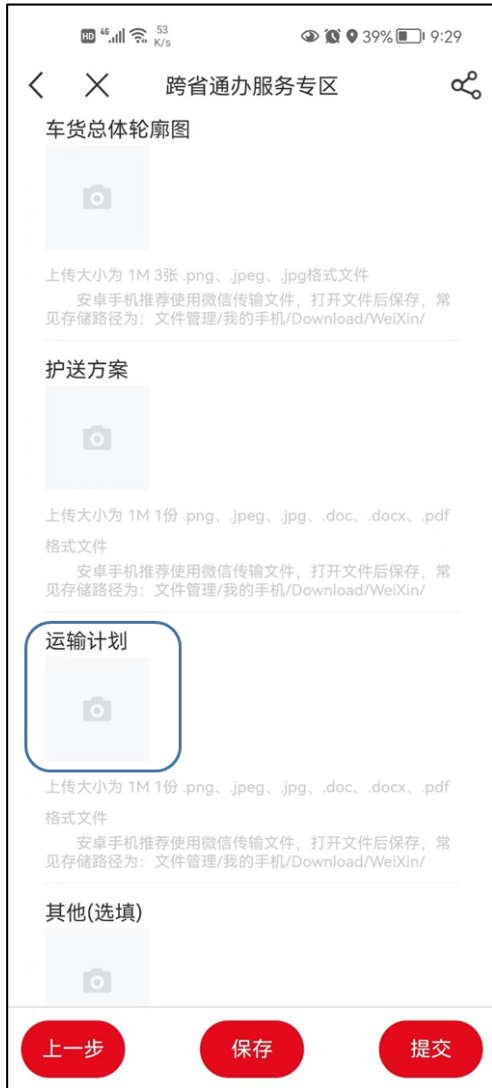 HD 4G 53 K/s 39% 9:29
跨省通办服务专区
车货总体轮廓图
上传大小为 1M 3张 .png、.jpeg、.jpg格式文件
安卓手机推荐使用微信传输文件，打开文件后保存，常
见存储路径为：文件管理/我的手机/Download/WeiXin/
护送方案
上传大小为 1M 1份 .png、.jpeg、.jpg、.doc、.docx、.pdf
格式文件
安卓手机推荐使用微信传输文件，打开文件后保存，常
见存储路径为：文件管理/我的手机/Download/WeiXin/
运输计划
上传大小为 1M 1份 .png、.jpeg、.jpg、.doc、.docx、.pdf
格式文件
安卓手机推荐使用微信传输文件，打开文件后保存，常
见存储路径为：文件管理/我的手机/Download/WeiXin/
其他(选填)
上一步 保存 提交